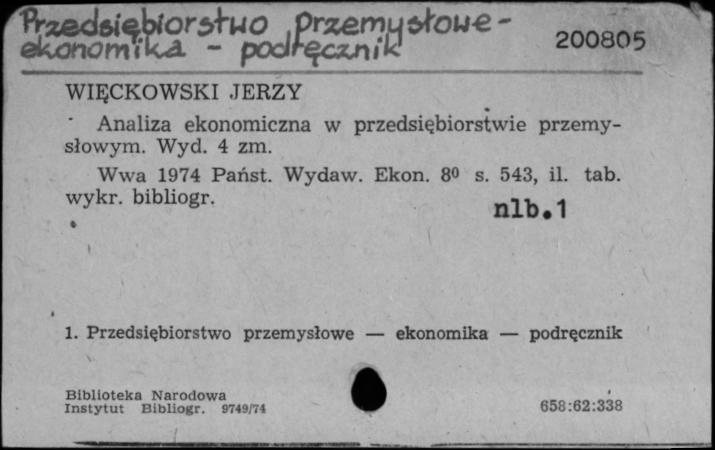 Przedsiębiorstwo przemysłowe -
ekonomika - podręcznik
200805
WIĘCKOWSKI JERZY
Analiza ekonomiczna w przedsiębiorstwie przemy-
słowym. Wyd. 4 zm.
Wwa 1974 Państ. Wydaw. Ekon. 8⁰ s. 543, il. tab.
wykr. bibliogr.
nlb.1
1. Przedsiębiorstwo przemysłowe — ekonomika — podręcznik
Biblioteka Narodowa
Instytut Bibliogr. 9749/74
658:62:338